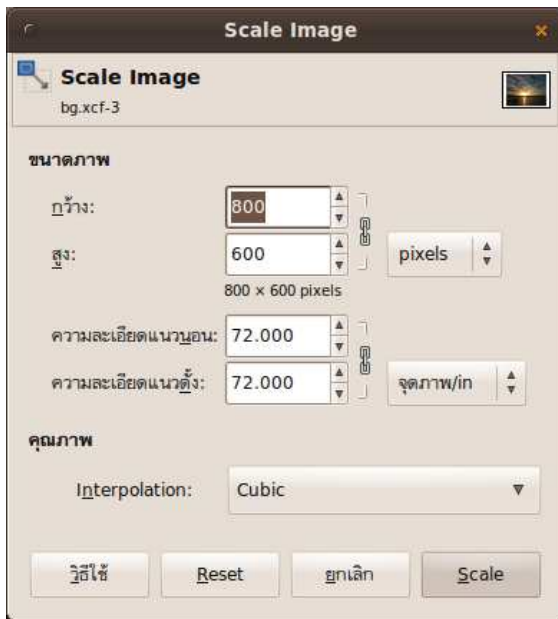 Scale Image
Scale Image
bg.xcf-3
ขนาดภาพ
กว้าง: 800
สูง: 600 pixels
800 × 600 pixels
ความละเอียดแนวนอน: 72.000
ความละเอียดแนวตั้ง: 72.000 จุดภาพ/in
คุณภาพ
Interpolation: Cubic
วิธีใช้ Reset ยกเลิก Scale